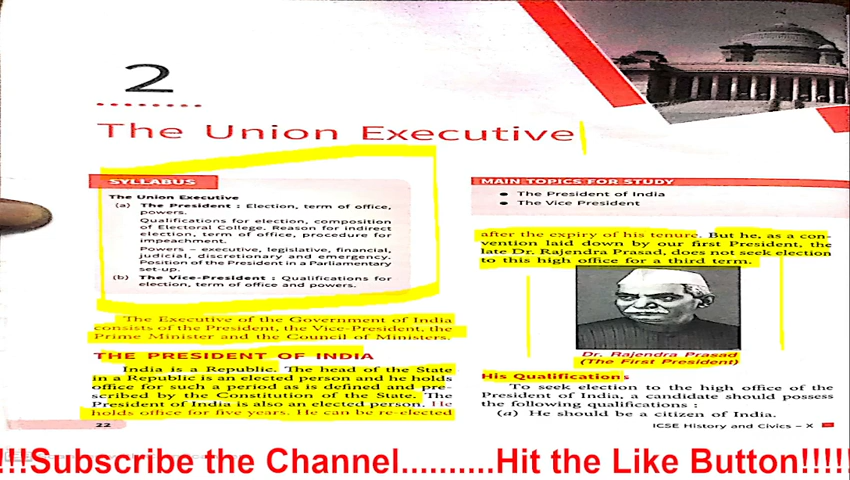 2
The Union Executive
SYLLABUS
The Union Executive
(a) The President : Election, term of office,
powers.
Qualifications for election, composition
of Electoral College. Reason for indirect
election, term of office, procedure for
impeachment.
Powers – executive, legislative, financial,
judicial, discretionary and emergency.
Position of the President in a Parliamentary
set-up.
(b) The Vice-President : Qualifications for
election, term of office and powers.
The Executive of the Government of India
consists of the President, the Vice-President, the
Prime Minister and the Council of Ministers.
THE PRESIDENT OF INDIA
India is a Republic. The head of the State
in a Republic is an elected person and he holds
office for such a period as is defined and pre-
scribed by the Constitution of the State. The
President of India is also an elected person. He
holds office for five years. He can be re-elected
22
MAIN TOPICS FOR STUDY
• The President of India
• The Vice President
after the expiry of his tenure. But he, as a con-
vention laid down by our first President, the
late Dr. Rajendra Prasad, does not seek election
to this high office for a third term.
Dr. Rajendra Prasad
(The First President)
His Qualifications
To seek election to the high office of the
President of India, a candidate should possess
the following qualifications :
(a) He should be a citizen of India.
ICSE History and Civics – X
!!!Subscribe the Channel..........Hit the Like Button!!!!!